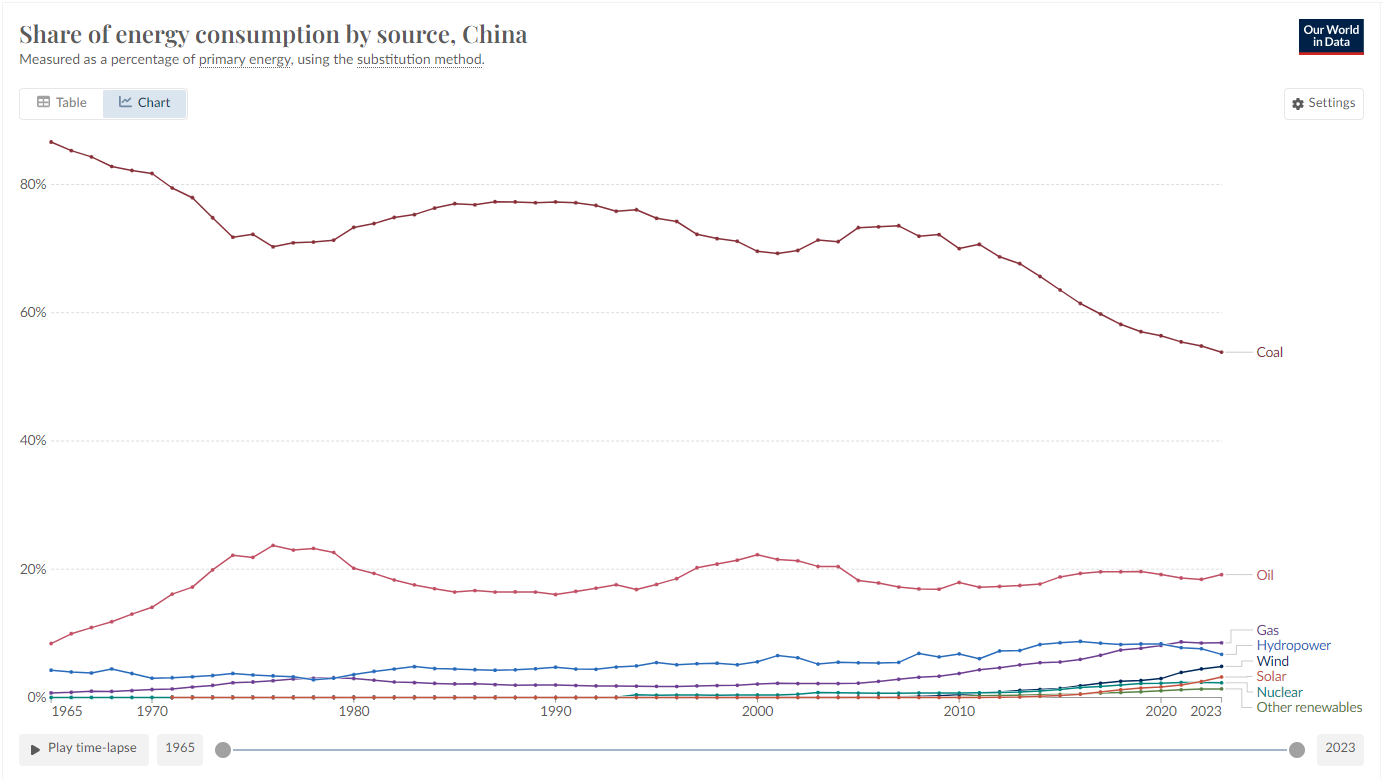 Share of energy consumption by source, China
Our World
in Data
Measured as a percentage of primary energy, using the substitution method.
Table
Chart
Settings
80%
60%
Coal
40%
20%
Oil
Gas
Hydropower
Wind
Solar
Nuclear
Other renewables
0%
1965
1970
1980
1990
2000
2010
2020
2023
Play time-lapse
1965
2023